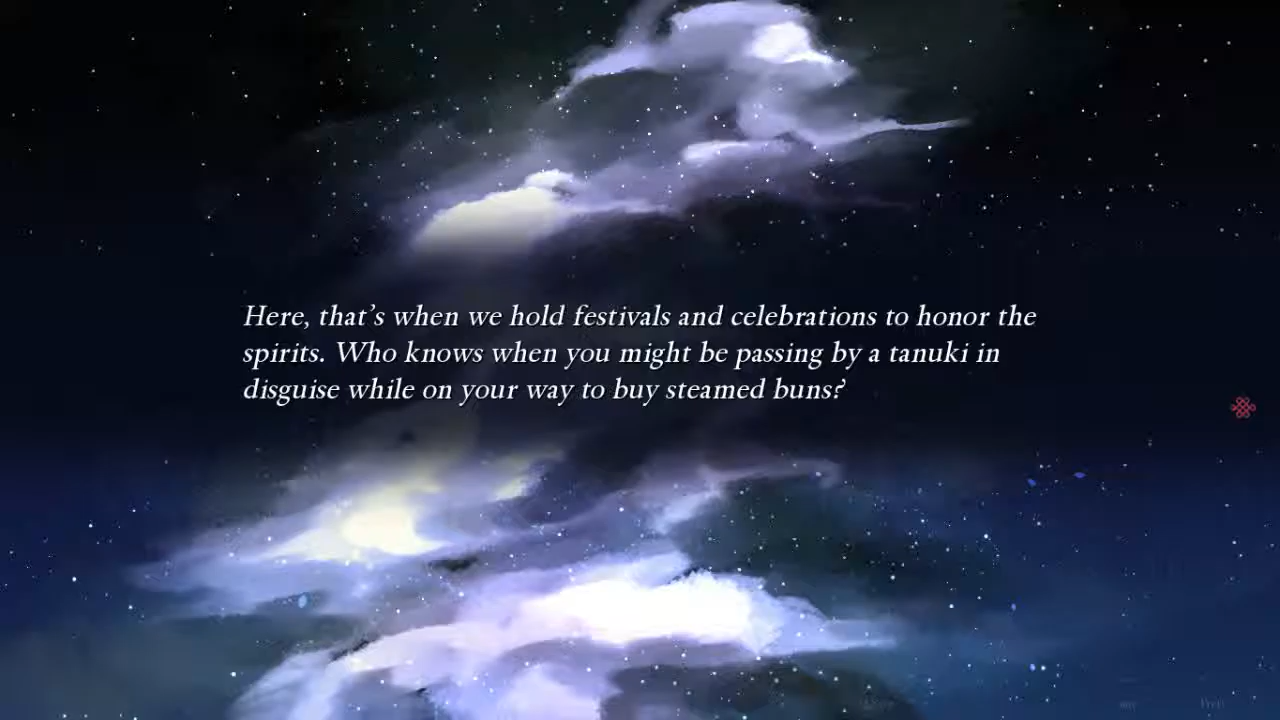 Here, that's when we hold festivals and celebrations to honor the
spirits. Who knows when you might be passing by a tanuki in
disguise while on your way to buy steamed buns?